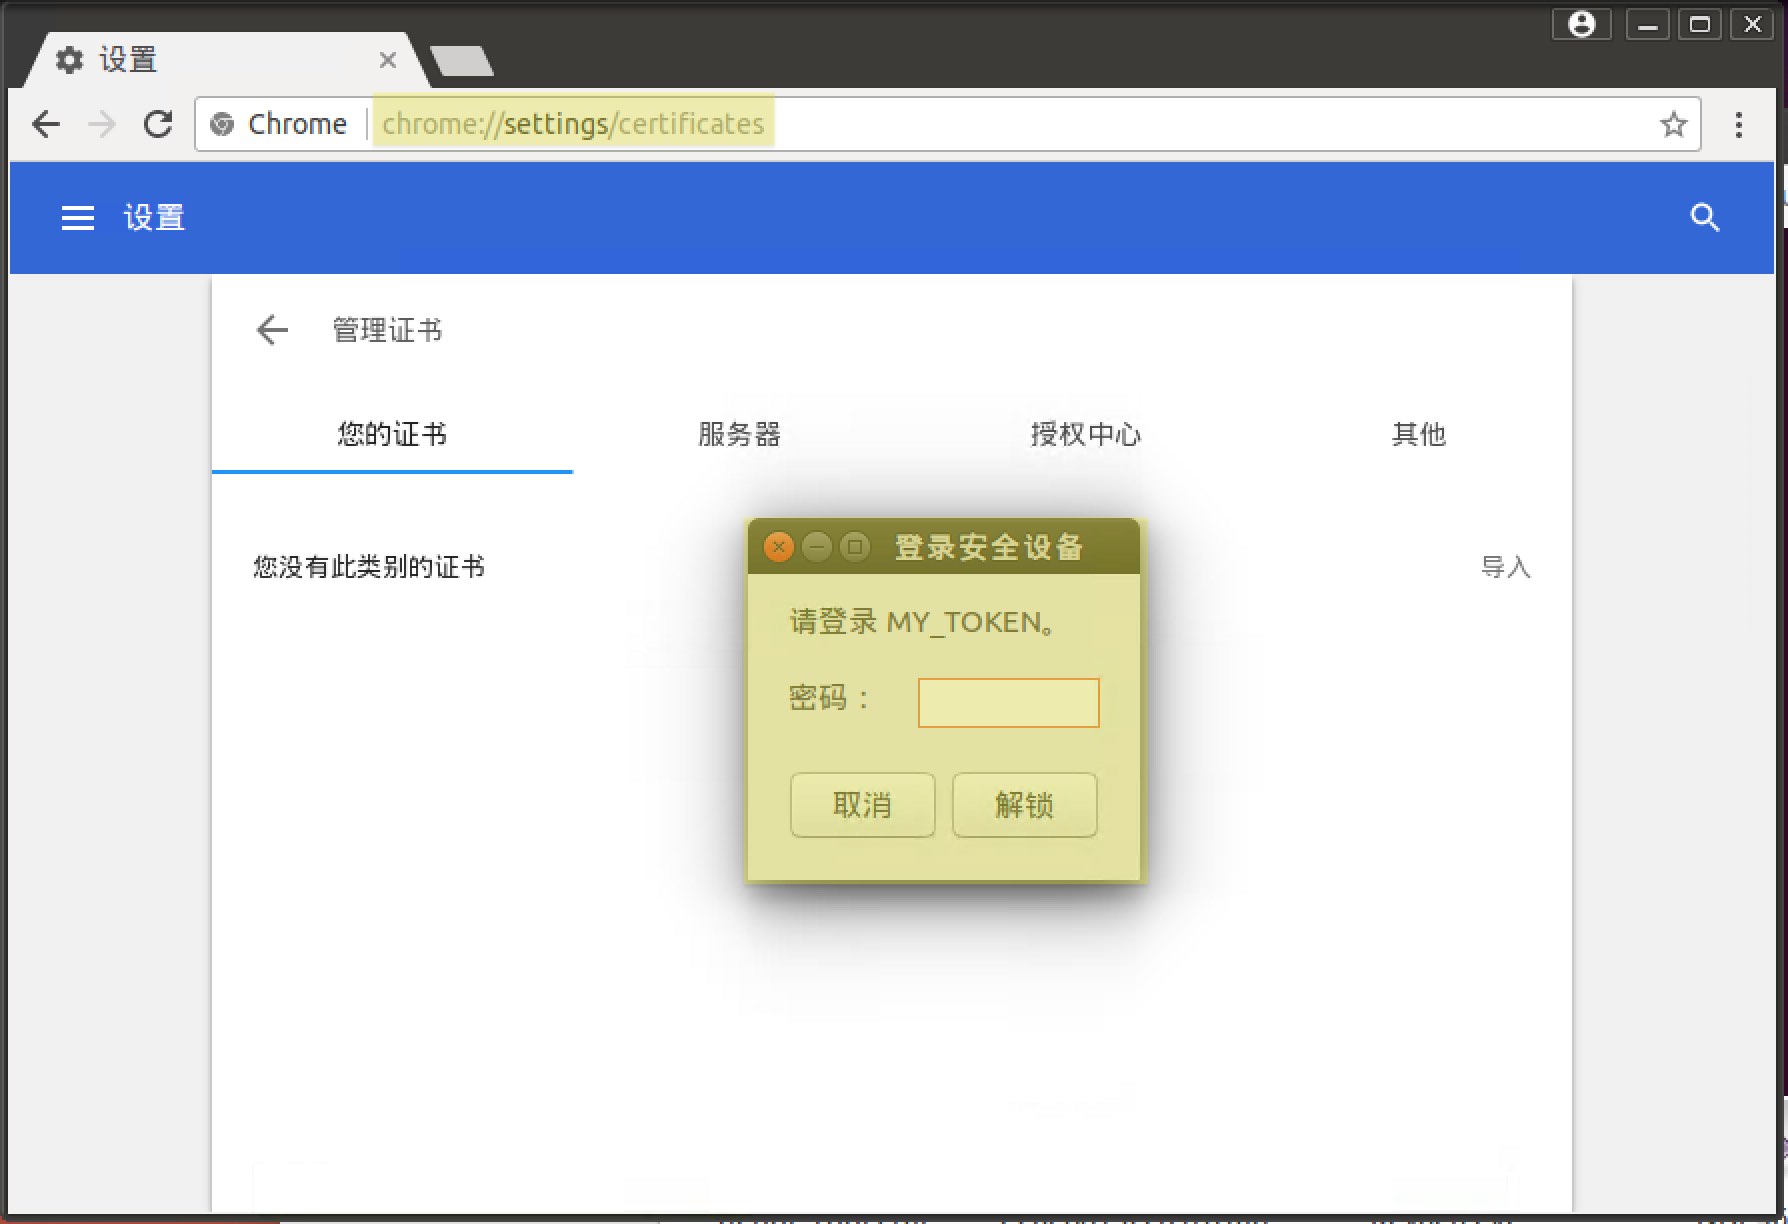 设置
Chrome
chrome://settings/certificates
设置
管理证书
您的证书
服务器
授权中心
其他
您没有此类别的证书
导入
登录安全设备
请登录 MY_TOKEN。
密码：
取消
解锁